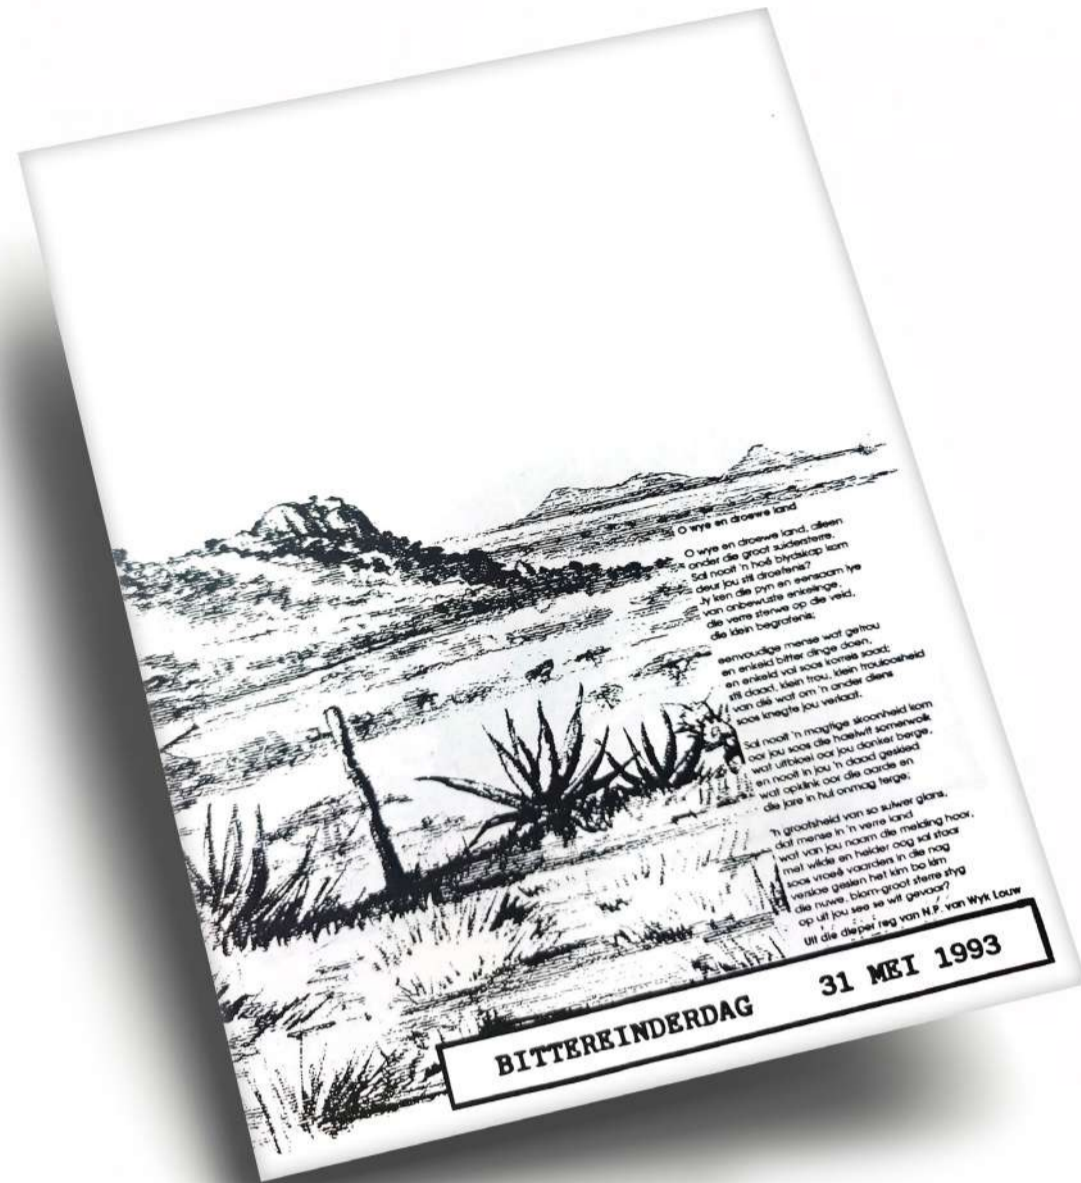 O wye en droewe land
O wye en droewe land, alleen
onder die groot suidersterre.
Sal nooit 'n hoë blydskap kom
deur jou stil droefenis?
Jy ken die pyn en eensaam lye
van onbewuste enkelinge,
die verre sterwe op die veld,
die klein begrafenis;
eenvoudige mense wat getrou
en enkeld bitter dinge doen,
en enkeld val soos korrels saad;
stil daad, klein trou, klein trouloosheid
van dié wat om 'n ander diens
soos knegte jou verlaat.
Sal nooit 'n magtige skoonheid kom
oor jou soos die haelwit somerwolk
wat uitbloei oor jou donker berge,
en nooit in jou 'n daad geskied
wat opklink oor die aarde en
die jare in hul onmag terge;
'n grootsheid van so suiwer glans,
dat mense in 'n verre land
wat van jou naam die melding hoor,
met wilde en helder oog sal staar
soos vroeë vaarders in die nag
verslae gesien het kim bo kim
die nuwe, blom-groot sterre styg
op uit jou see se wit gevaar?
Uit die dieper reg van N.P. van Wyk Louw
BITTEREINDERDAG 31 MEI 1993